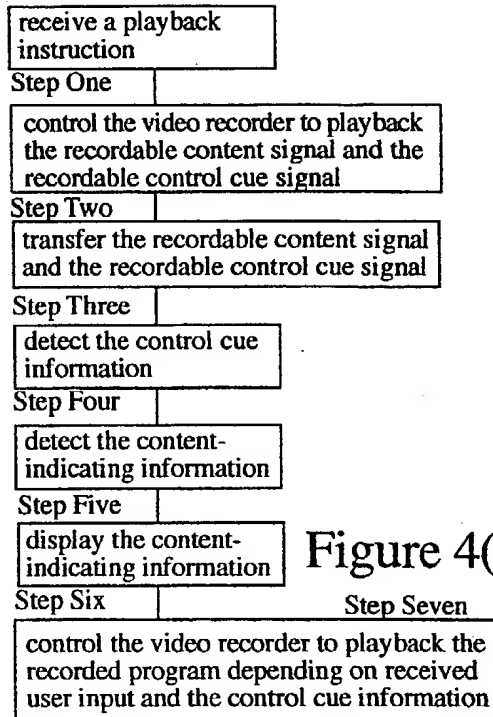 receive a playback
instruction
Step One
control the video recorder to playback
the recordable content signal and the
recordable control cue signal
Step Two
transfer the recordable content signal
and the recordable control cue signal
Step Three
detect the control cue
information
Step Four
detect the content-
indicating information
Step Five
display the content-
indicating information
Figure 4(
Step Six
Step Seven
control the video recorder to playback the
recorded program depending on received
user input and the control cue information